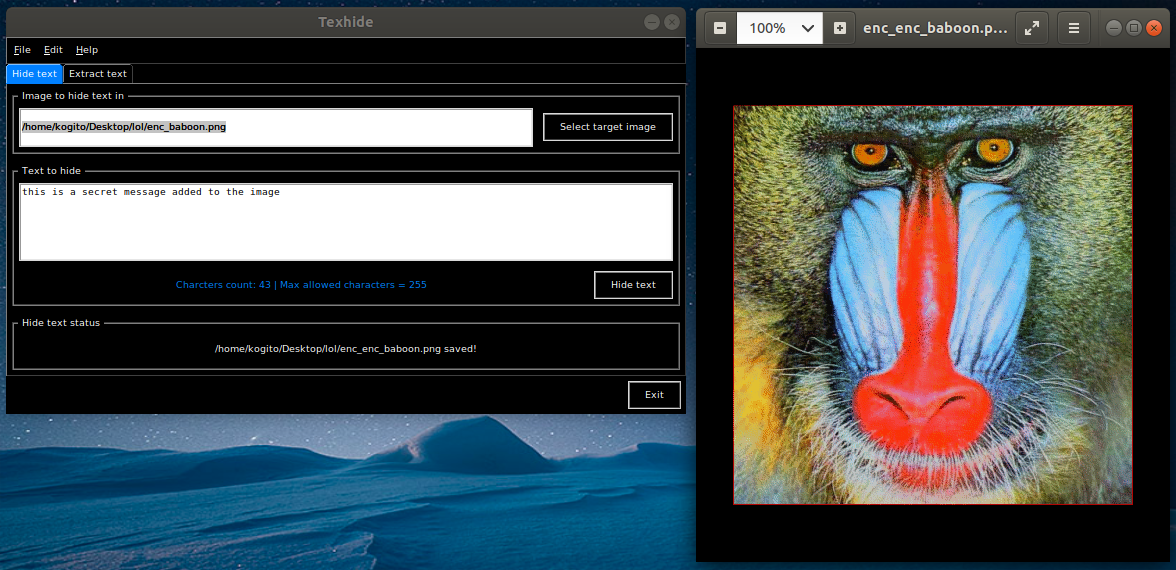 Texhide
File Edit Help
Hide text Extract text
Image to hide text in
/home/kogito/Desktop/lol/enc_baboon.png
Select target image
Text to hide
this is a secret message added to the image
Charcters count: 43 | Max allowed characters = 255
Hide text
Hide text status
/home/kogito/Desktop/lol/enc_enc_baboon.png saved!
Exit
100%
enc_enc_baboon.p...